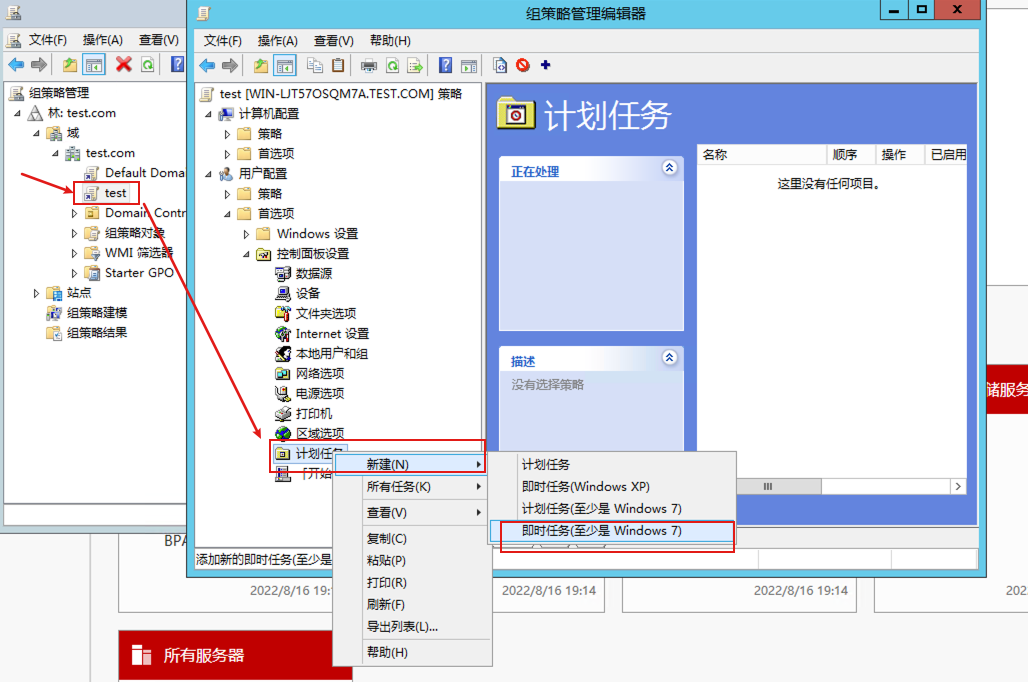 文件(F) 操作(A) 查看(V)
组策略管理
林: test.com
域
test.com
Default Doma
test
Domain Contr
组策略对象
WMI 筛选器
Starter GPO
站点
组策略建模
组策略结果
组策略管理编辑器
文件(F) 操作(A) 查看(V) 帮助(H)
test [WIN-LJT57OSQM7A.TEST.COM] 策略
计算机配置
策略
首选项
用户配置
策略
首选项
Windows 设置
控制面板设置
数据源
设备
文件夹选项
Internet 设置
本地用户和组
网络选项
电源选项
打印机
区域选项
计划任务
「开始
计划任务
正在处理
描述
没有选择策略
名称 顺序 操作 已启用
这里没有任何项目。
新建(N)
所有任务(K)
查看(V)
复制(C)
粘贴(P)
打印(R)
刷新(F)
导出列表(L)...
帮助(H)
计划任务
即时任务(Windows XP)
计划任务(至少是 Windows 7)
即时任务(至少是 Windows 7)
添加新的即时任务(至少是
BPA
2022/8/16 19:
2022/8/16 19:14
2022/8/16 19:14
202
储服务
所有服务器